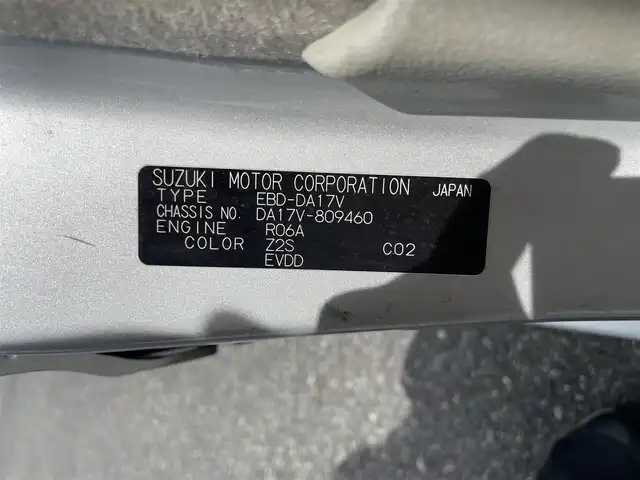 SUZUKI MOTOR CORPORATION JAPAN
TYPE EBD-DA17V
CHASSIS NO. DA17V-809460
ENGINE R06A
COLOR Z2S C02
EVDD